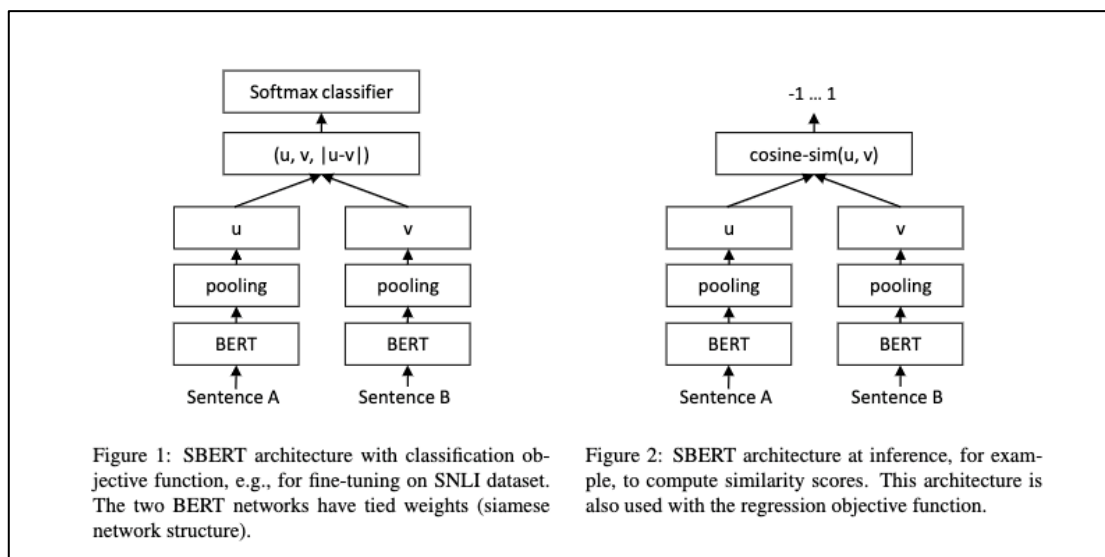 Softmax classifier
(u, v, |u-v|)
u v
pooling pooling
BERT BERT
Sentence A Sentence B
Figure 1: SBERT architecture with classification ob-
jective function, e.g., for fine-tuning on SNLI dataset.
The two BERT networks have tied weights (siamese
network structure).
-1 … 1
cosine-sim(u, v)
u v
pooling pooling
BERT BERT
Sentence A Sentence B
Figure 2: SBERT architecture at inference, for exam-
ple, to compute similarity scores. This architecture is
also used with the regression objective function.